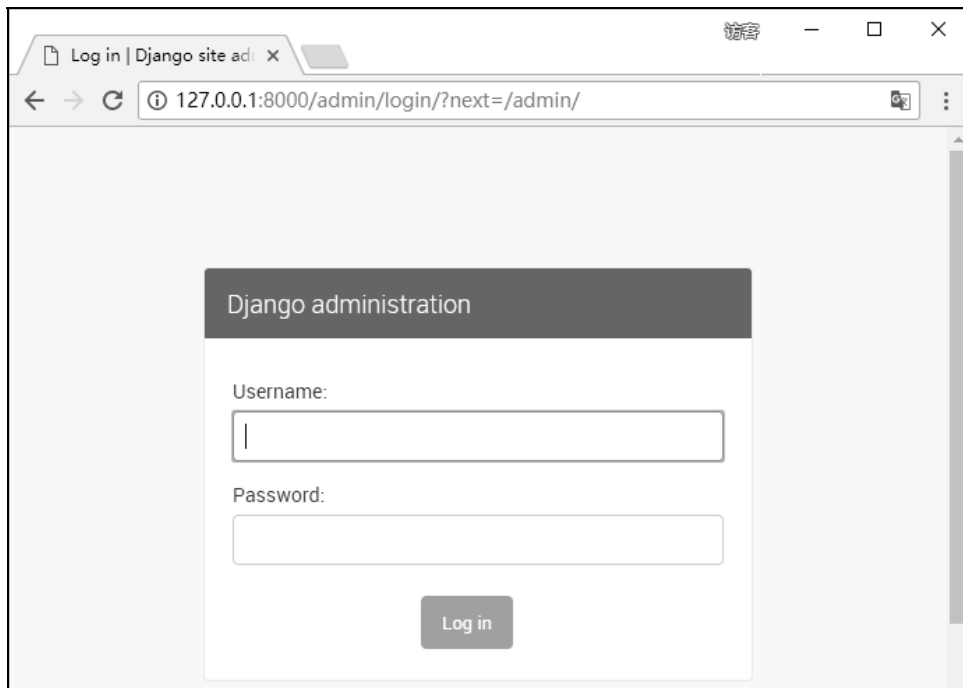 访客
Log in | Django site adr
127.0.0.1:8000/admin/login/?next=/admin/
Django administration
Username:
Password:
Log in